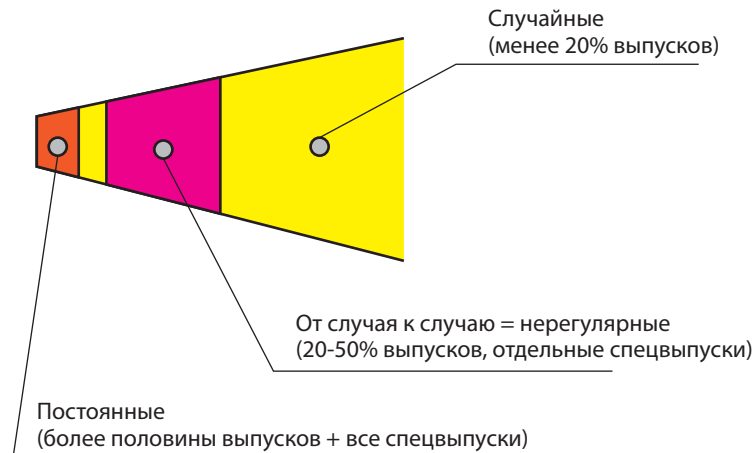 Случайные
(менее 20% выпусков)
От случая к случаю = нерегулярные
(20-50% выпусков, отдельные спецвыпуски)
Постоянные
(более половины выпусков + все спецвыпуски)